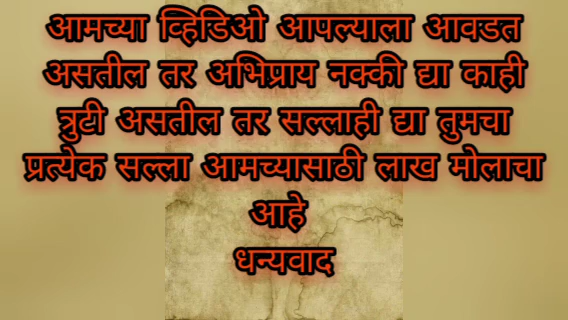 आमच्या व्हिडिओ आपल्याला आवडत
असतील तर अभिप्राय नक्की द्या काही
त्रुटी असतील तर सल्लाही द्या तुमचा
प्रत्येक सल्ला आमच्यासाठी लाख मोलाचा
आहे
धन्यवाद